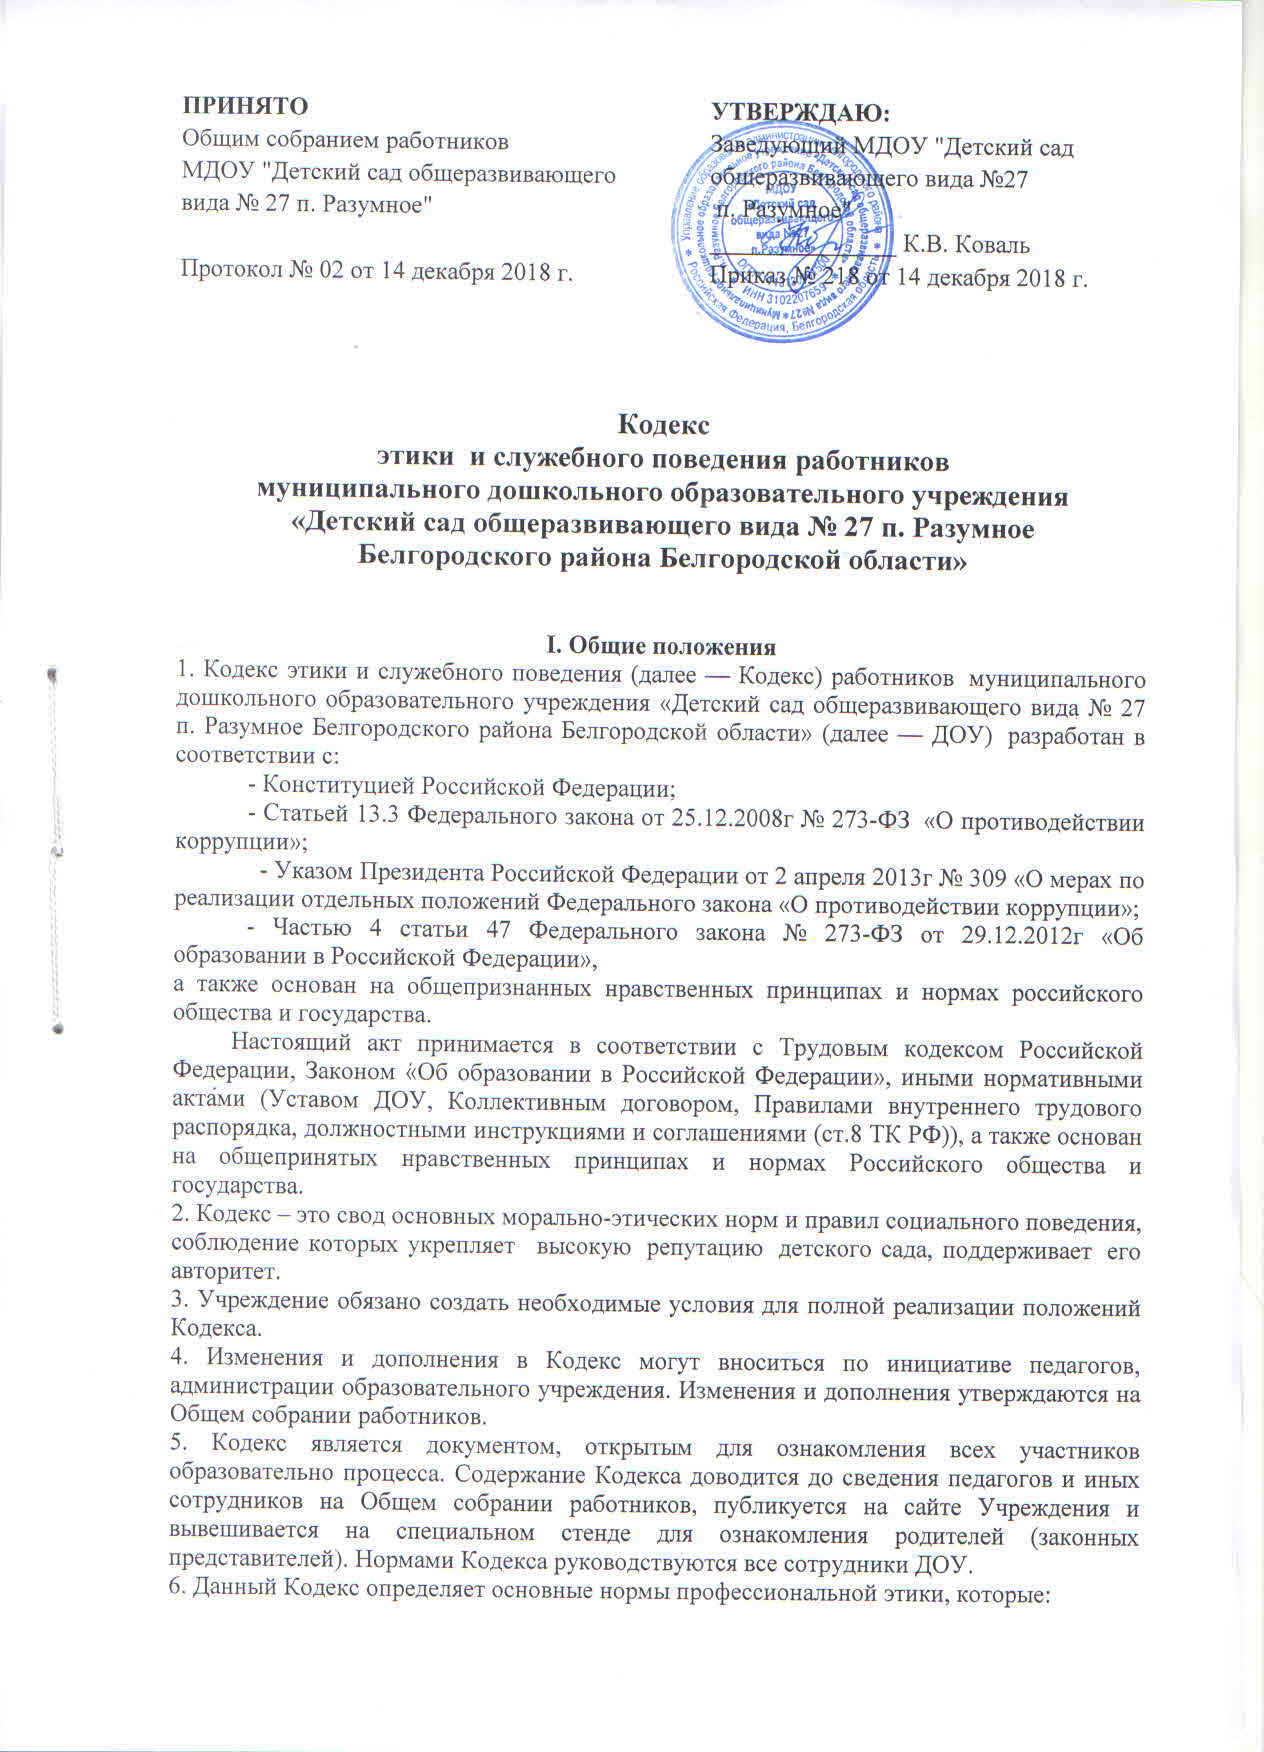 ПРИНЯТО
Общим собранием работников
МДОУ "Детский сад общеразвивающего
вида № 27 п. Разумное"
Протокол № 02 от 14 декабря 2018 г.
УТВЕРЖДАЮ:
Заведующий МДОУ "Детский сад
общеразвивающего вида №27
п. Разумное"
К.В. Коваль
Приказ № 218 от 14 декабря 2018 г.
МДОУ
«Детский сад
общеразвивающего
вида №27
п.Разумное»
ИНН 3102207659
Российская Федерация, Белгородская область
Кодекс
этики и служебного поведения работников
муниципального дошкольного образовательного учреждения
«Детский сад общеразвивающего вида № 27 п. Разумное
Белгородского района Белгородской области»
I. Общие положения
1. Кодекс этики и служебного поведения (далее — Кодекс) работников муниципального
дошкольного образовательного учреждения «Детский сад общеразвивающего вида № 27
п. Разумное Белгородского района Белгородской области» (далее — ДОУ) разработан в
соответствии с:
- Конституцией Российской Федерации;
- Статьей 13.3 Федерального закона от 25.12.2008г № 273-ФЗ «О противодействии
коррупции»;
- Указом Президента Российской Федерации от 2 апреля 2013г № 309 «О мерах по
реализации отдельных положений Федерального закона «О противодействии коррупции»;
- Частью 4 статьи 47 Федерального закона № 273-ФЗ от 29.12.2012г «Об
образовании в Российской Федерации»,
а также основан на общепризнанных нравственных принципах и нормах российского
общества и государства.
Настоящий акт принимается в соответствии с Трудовым кодексом Российской
Федерации, Законом «Об образовании в Российской Федерации», иными нормативными
актами (Уставом ДОУ, Коллективным договором, Правилами внутреннего трудового
распорядка, должностными инструкциями и соглашениями (ст.8 ТК РФ)), а также основан
на общепринятых нравственных принципах и нормах Российского общества и
государства.
2. Кодекс – это свод основных морально-этических норм и правил социального поведения,
соблюдение которых укрепляет высокую репутацию детского сада, поддерживает его
авторитет.
3. Учреждение обязано создать необходимые условия для полной реализации положений
Кодекса.
4. Изменения и дополнения в Кодекс могут вноситься по инициативе педагогов,
администрации образовательного учреждения. Изменения и дополнения утверждаются на
Общем собрании работников.
5. Кодекс является документом, открытым для ознакомления всех участников
образовательно процесса. Содержание Кодекса доводится до сведения педагогов и иных
сотрудников на Общем собрании работников, публикуется на сайте Учреждения и
вывешивается на специальном стенде для ознакомления родителей (законных
представителей). Нормами Кодекса руководствуются все сотрудники ДОУ.
6. Данный Кодекс определяет основные нормы профессиональной этики, которые: